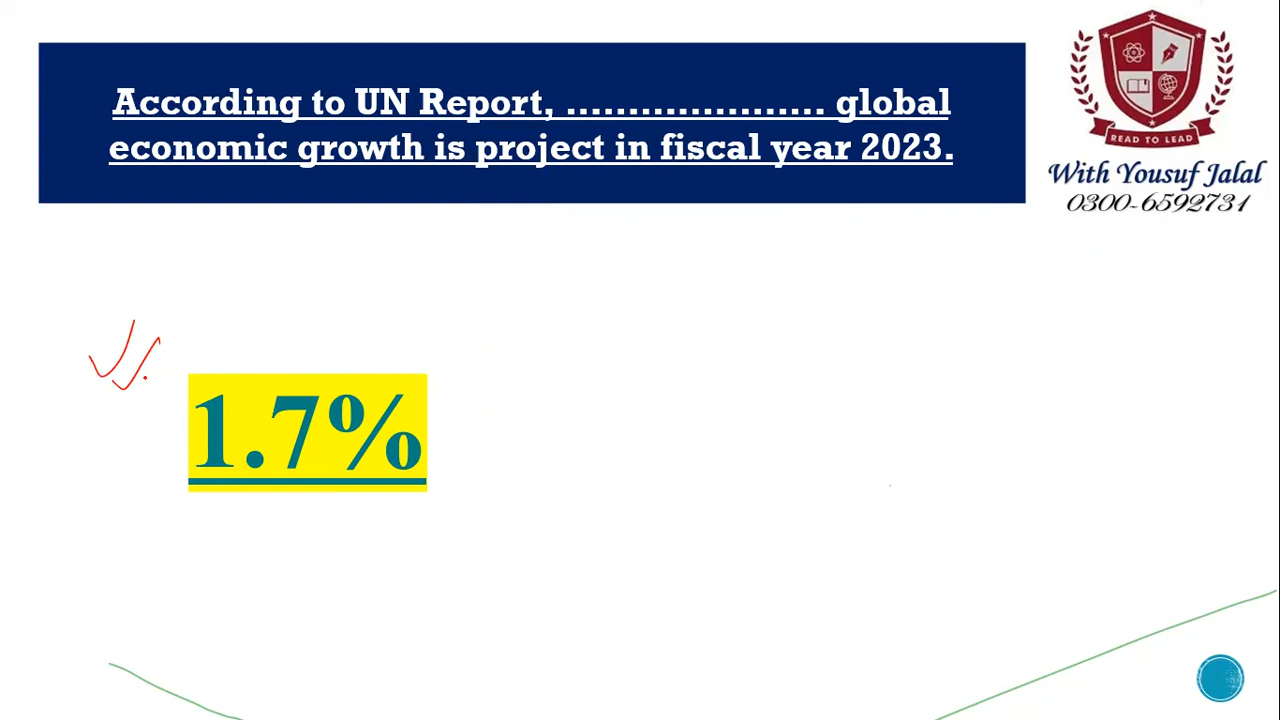 According to UN Report, ..................... global
economic growth is project in fiscal year 2023.
READ TO LEAD
With Yousuf Jalal
0300-6592731
1.7%